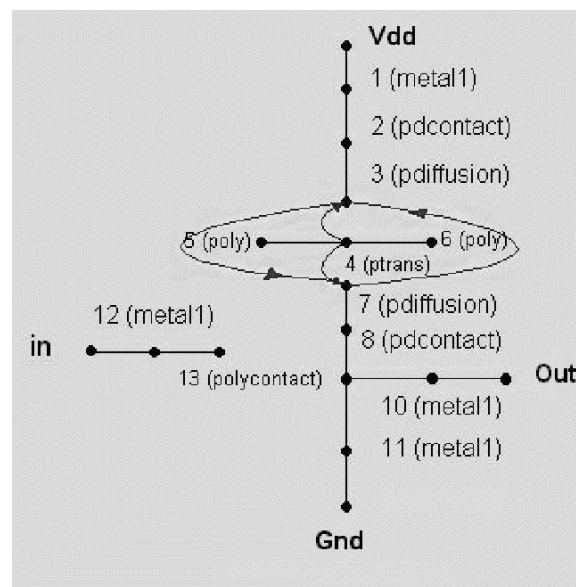 Vdd
1 (metal1)
2 (pdcontact)
3 (pdiffusion)
5 (poly)
6 (poly)
4 (ptrans)
7 (pdiffusion)
12 (metal1)
8 (pdcontact)
in
13 (polycontact)
Out
10 (metal1)
11 (metal1)
Gnd